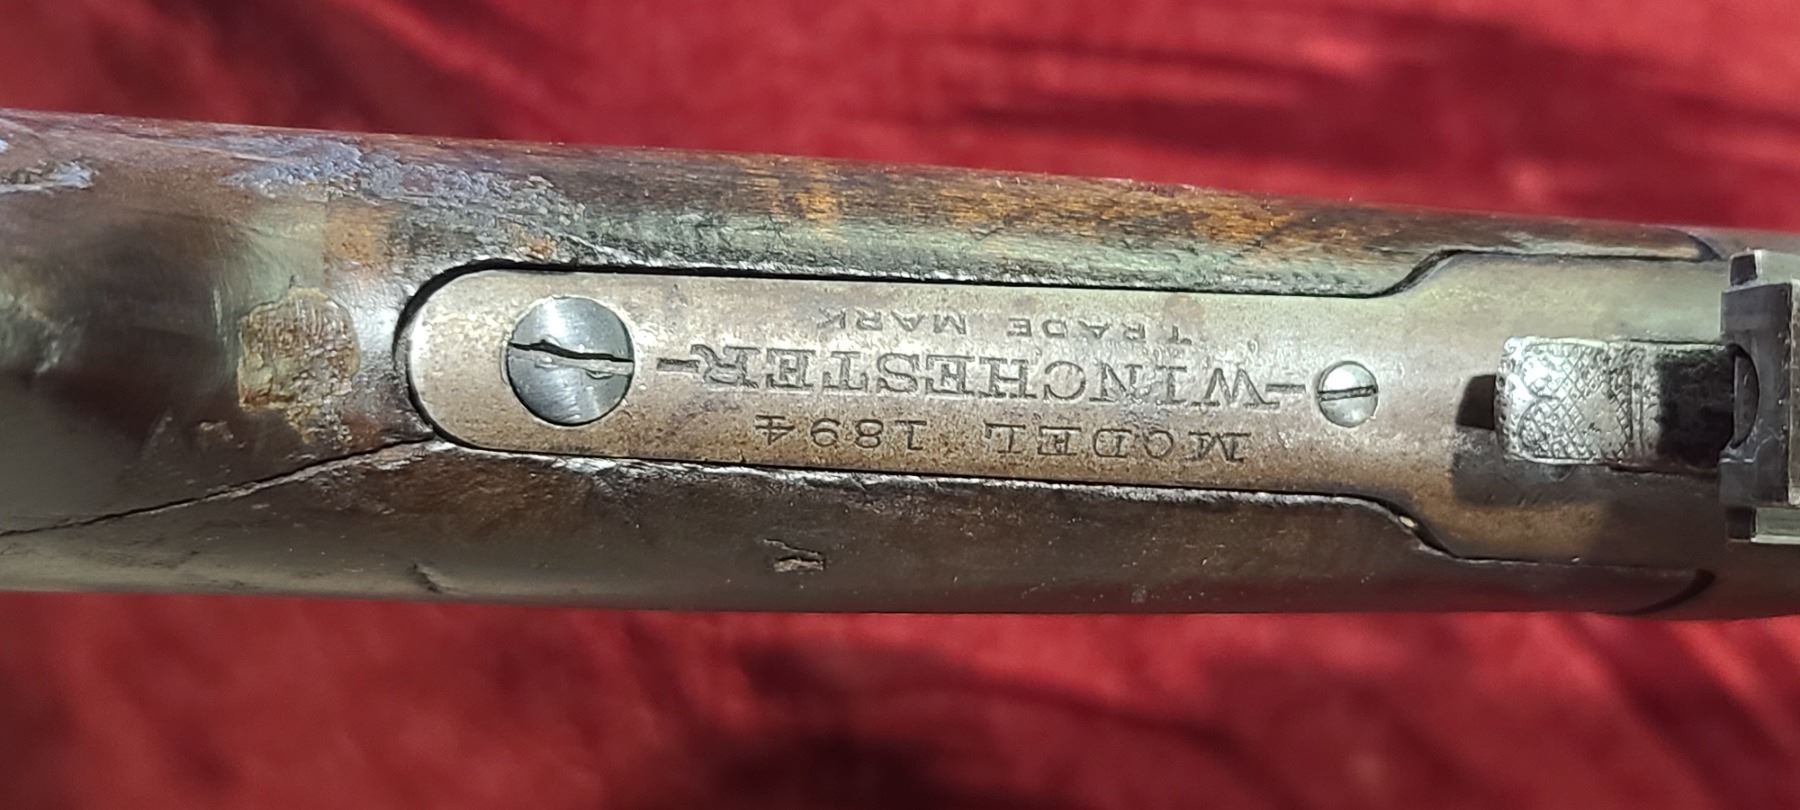 MODEL 1894
-WINCHESTER-
TRADE MARK